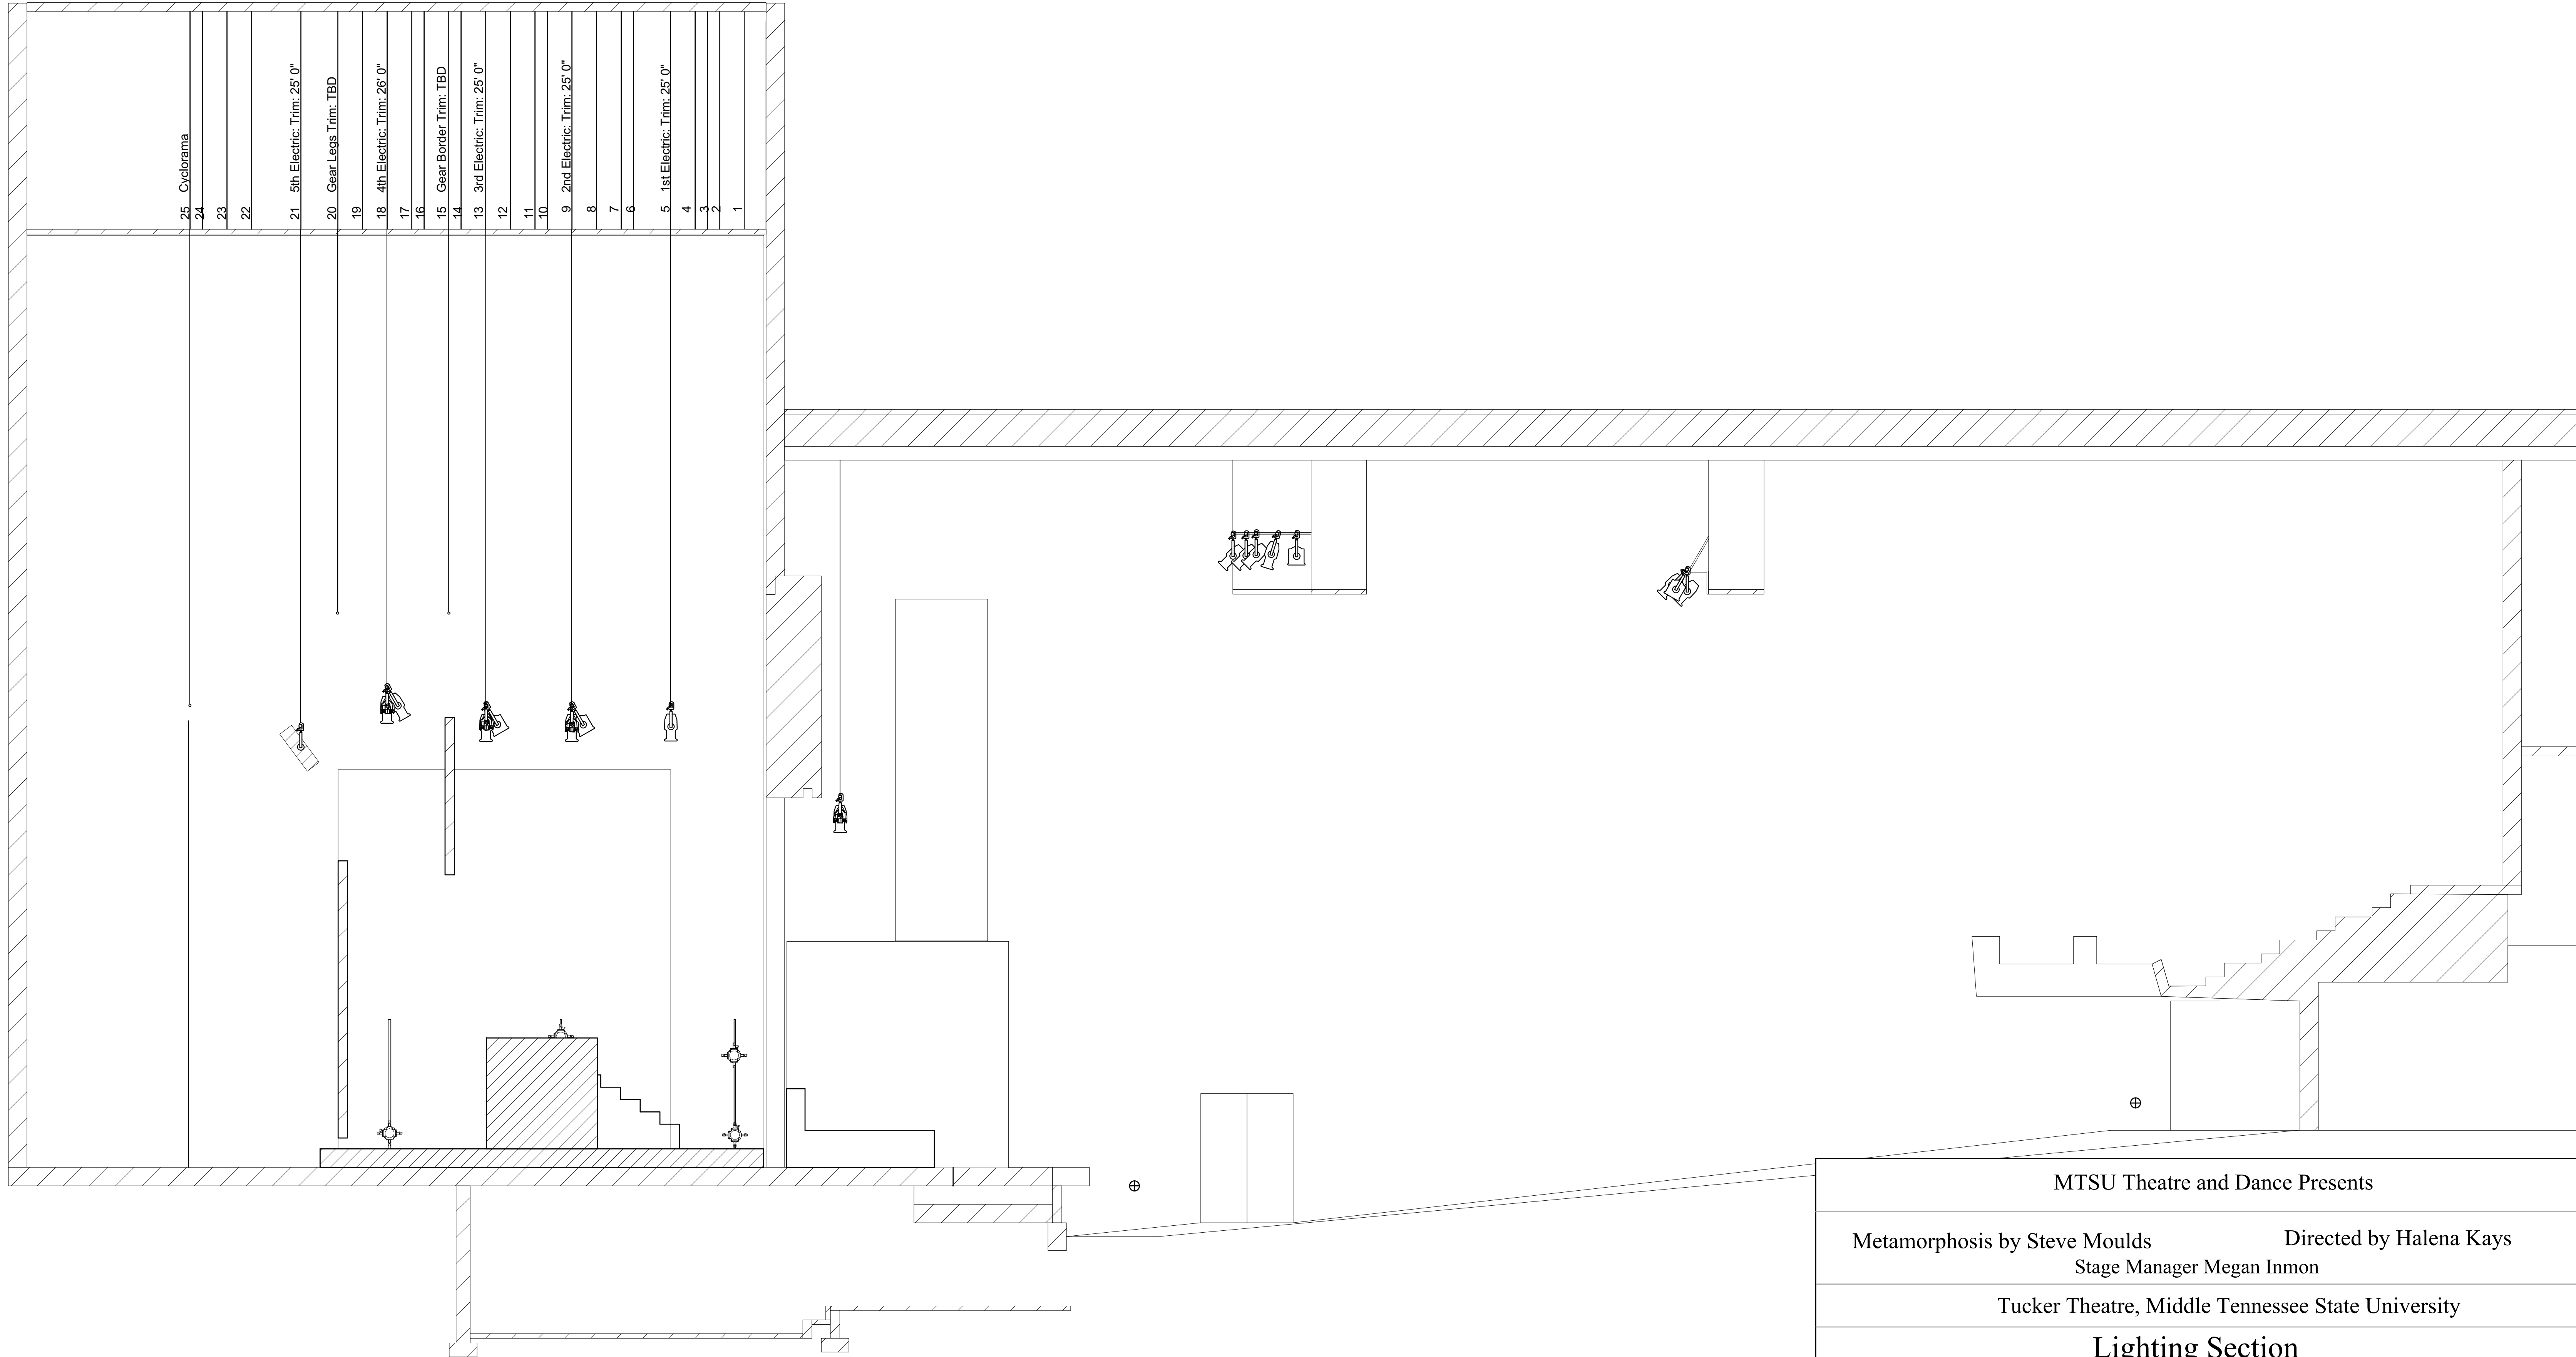 25 Cyclorama
24
23
22
21 5th Electric: Trim: 25' 0"
20 Gear Legs Trim: TBD
19
18 4th Electric: Trim: 26' 0"
17
16
15 Gear Border Trim: TBD
14
13 3rd Electric: Trim: 25' 0"
12
11
10
9 2nd Electric: Trim: 25' 0"
8
7
6
5 1st Electric: Trim: 25' 0"
4
3
2
1
MTSU Theatre and Dance Presents
Metamorphosis by Steve Moulds Directed by Halena Kays
Stage Manager Megan Inmon
Tucker Theatre, Middle Tennessee State University
Lighting Section